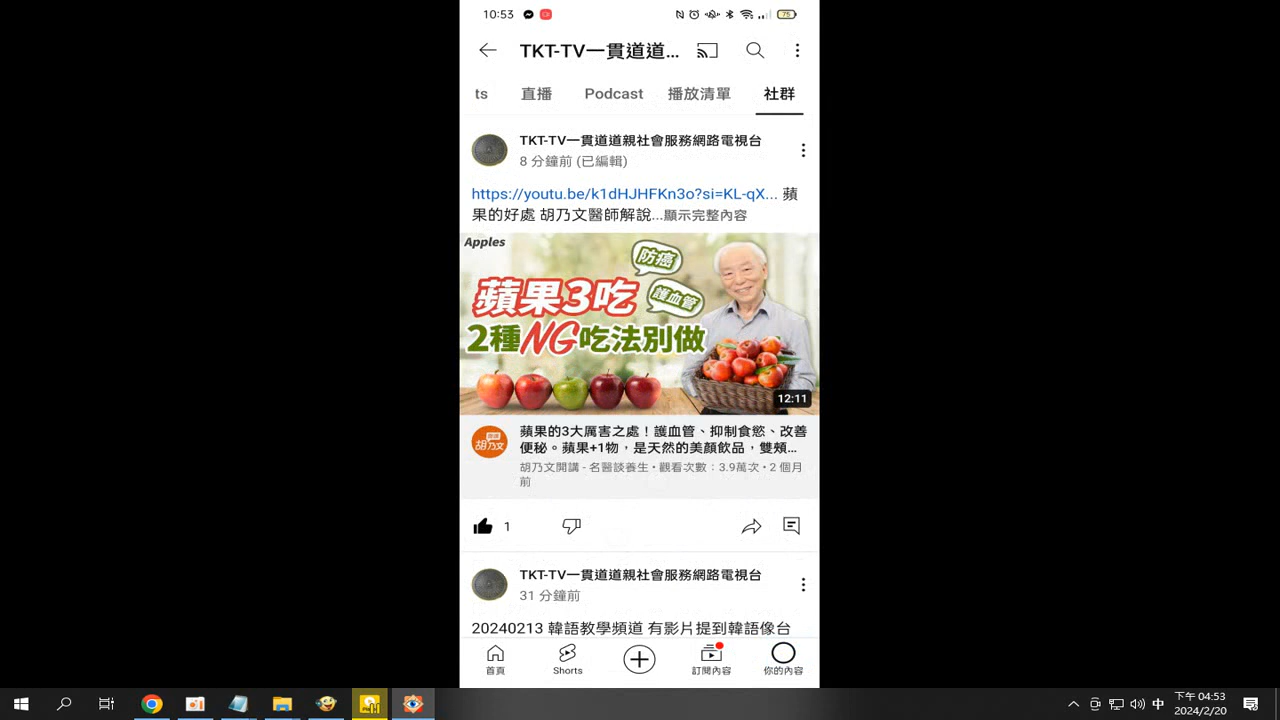 10:53
75
TKT-TV一貫道道...
ts 直播 Podcast 播放清單 社群
TKT-TV一貫道道親社會服務網路電視台
8 分鐘前 (已編輯)
https://youtu.be/k1dHJHFKn3o?si=KL-qX... 蘋
果的好處 胡乃文醫師解說...顯示完整內容
Apples
防癌
蘋果3吃 護血管
2種NG吃法別做
12:11
胡乃文
蘋果的3大厲害之處！護血管、抑制食慾、改善
便秘。蘋果+1物，是天然的美顏飲品，雙頰...
胡乃文開講 - 名醫談養生 • 觀看次數：3.9萬次 • 2 個月
前
1
TKT-TV一貫道道親社會服務網路電視台
31 分鐘前
20240213 韓語教學頻道 有影片提到韓語像台
首頁 Shorts 訂閱內容 你的內容
中 下午 04:53
2024/2/20